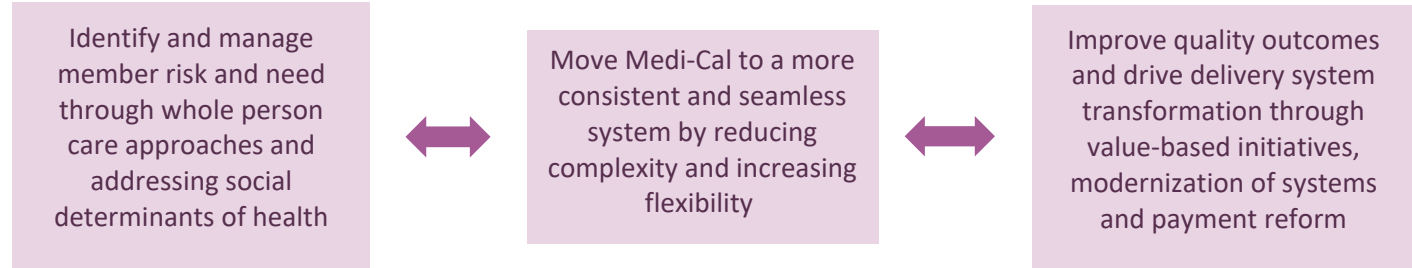 Identify and manage
member risk and need
through whole person
care approaches and
addressing social
determinants of health
Move Medi-Cal to a more
consistent and seamless
system by reducing
complexity and increasing
flexibility
Improve quality outcomes
and drive delivery system
transformation through
value-based initiatives,
modernization of systems
and payment reform